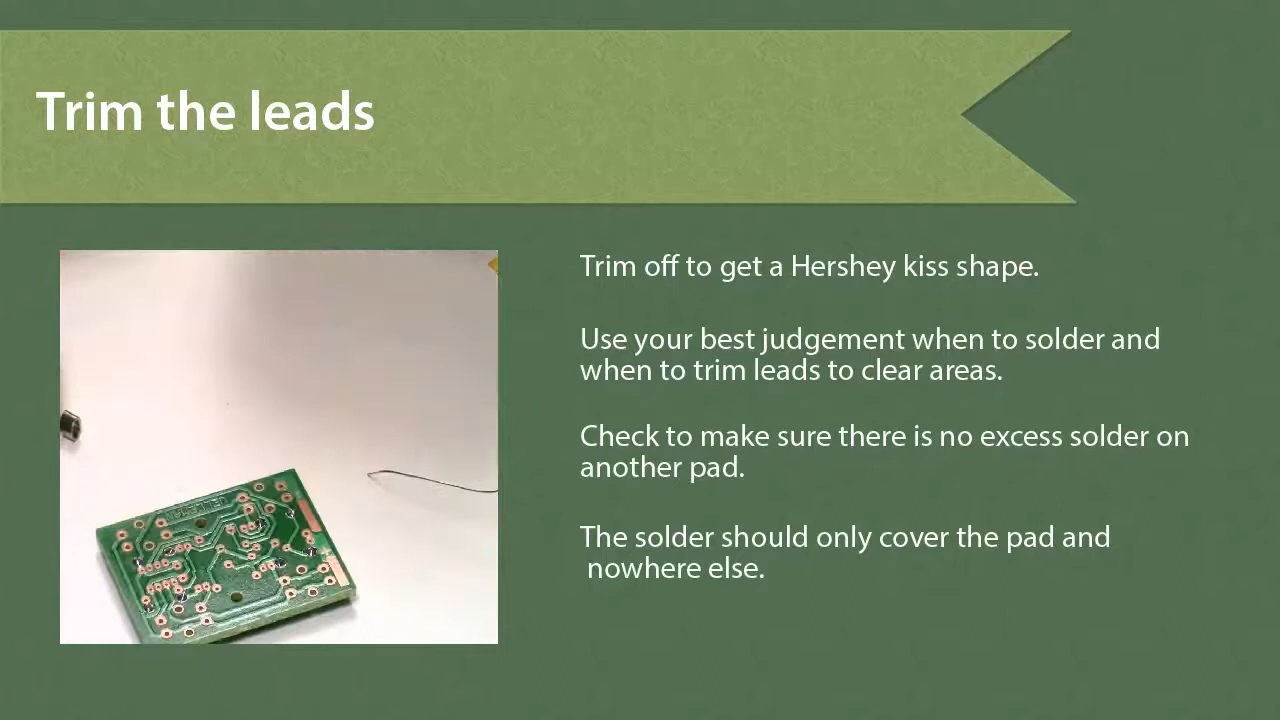 Trim the leads
Trim off to get a Hershey kiss shape.
Use your best judgement when to solder and
when to trim leads to clear areas.
Check to make sure there is no excess solder on
another pad.
The solder should only cover the pad and
nowhere else.